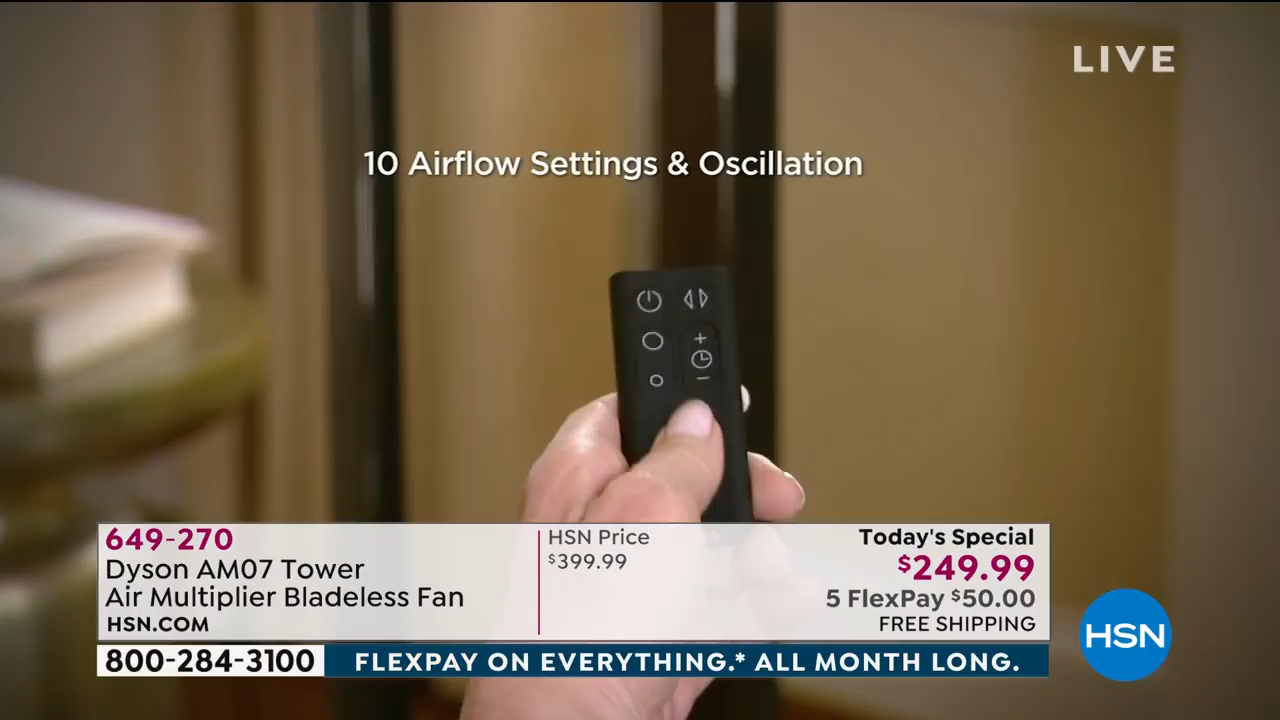 LIVE
10 Airflow Settings & Oscillation
649-270
Dyson AM07 Tower
Air Multiplier Bladeless Fan
HSN.COM
HSN Price
$399.99
Today's Special
$249.99
5 FlexPay $50.00
FREE SHIPPING
800-284-3100
FLEXPAY ON EVERYTHING.* ALL MONTH LONG.
HSN